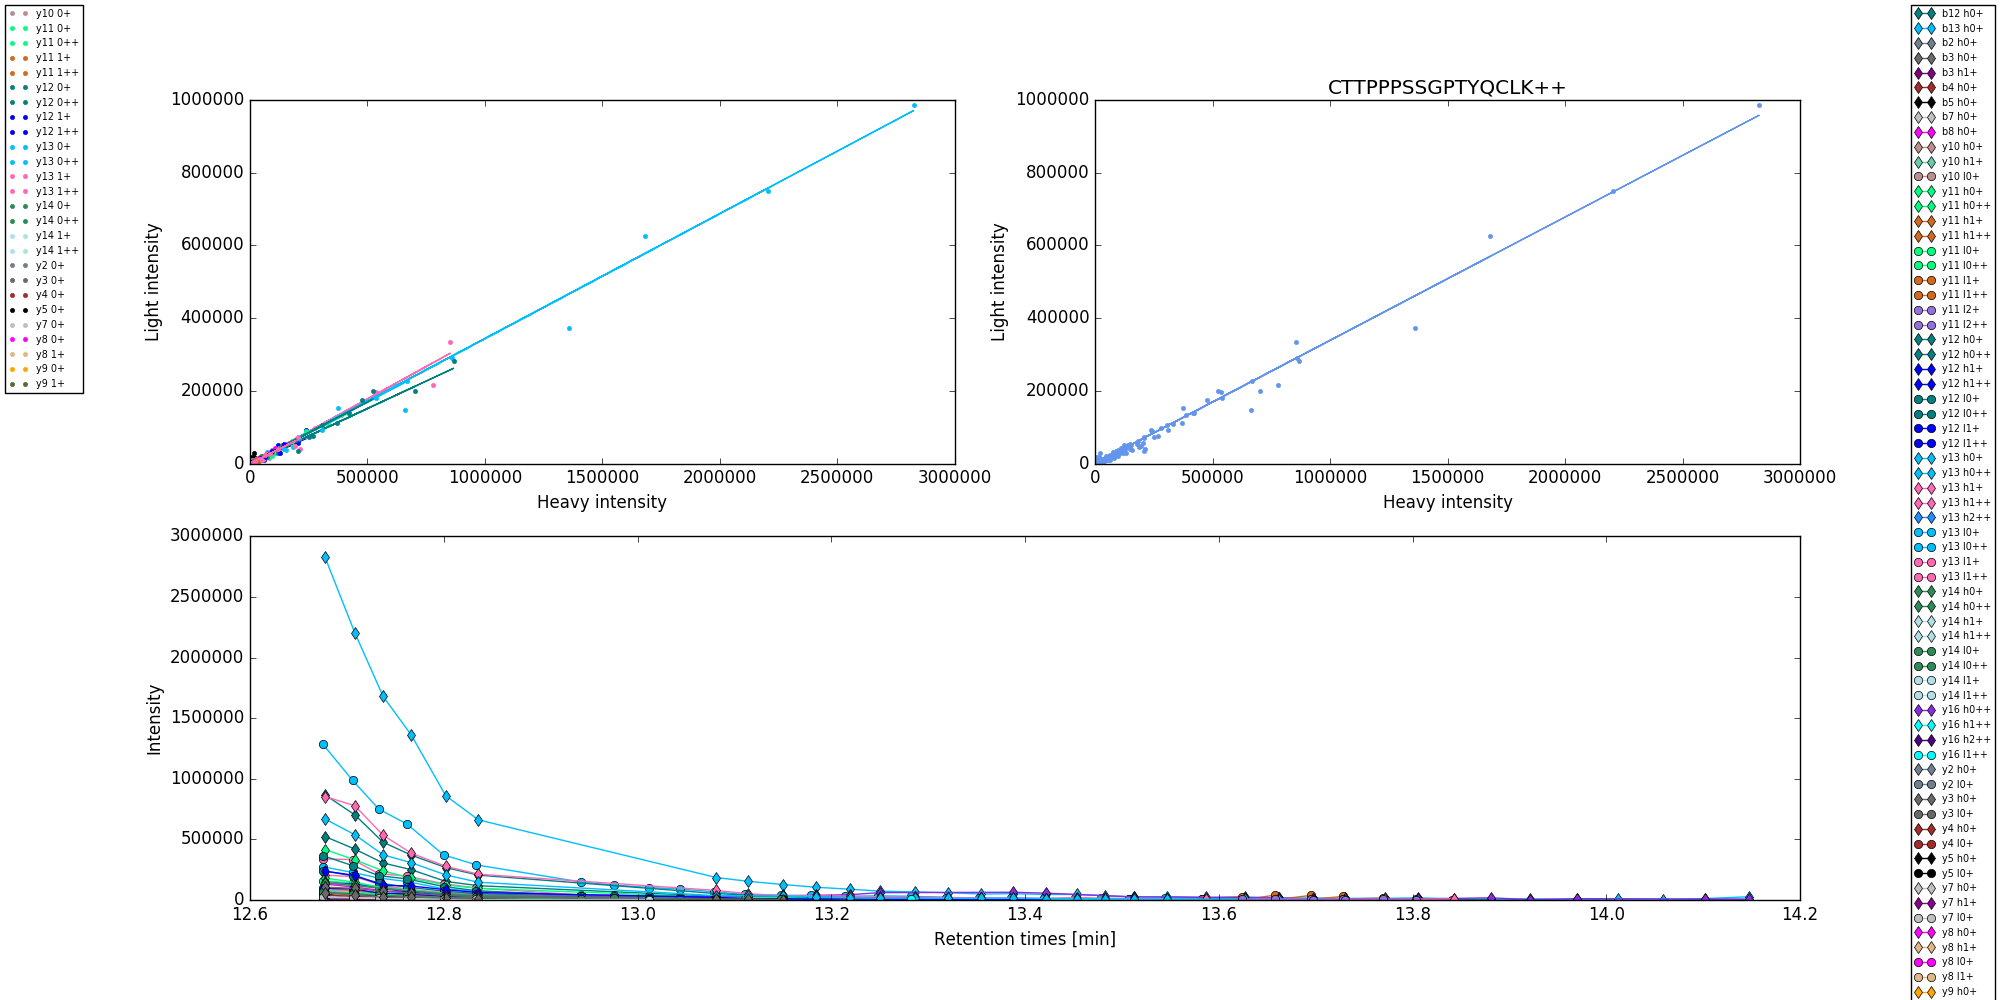 y10 0+
y11 0+
y11 0++
y11 1+
y11 1++
y12 0+
y12 0++
y12 1+
y12 1++
y13 0+
y13 0++
y13 1+
y13 1++
y14 0+
y14 0++
y14 1+
y14 1++
y2 0+
y3 0+
y4 0+
y5 0+
y7 0+
y8 0+
y8 1+
y9 0+
y9 1+
1000000
800000
600000
400000
200000
0
Light intensity
0 500000 1000000 1500000 2000000 2500000 3000000
Heavy intensity
CTTPPPSSGPTYQCLK++
1000000
800000
600000
400000
200000
0
Light intensity
0 500000 1000000 1500000 2000000 2500000 3000000
Heavy intensity
3000000
2500000
2000000
1500000
1000000
500000
0
Intensity
12.6 12.8 13.0 13.2 13.4 13.6 13.8 14.0 14.2
Retention times [min]
b12 h0+
b13 h0+
b2 h0+
b3 h0+
b3 h1+
b4 h0+
b5 h0+
b7 h0+
b8 h0+
y10 h0+
y10 h1+
y10 l0+
y11 h0+
y11 h0++
y11 h1+
y11 h1++
y11 l0+
y11 l0++
y11 l1+
y11 l1++
y11 l2+
y11 l2++
y12 h0+
y12 h0++
y12 h1+
y12 h1++
y12 l0+
y12 l0++
y12 l1+
y12 l1++
y13 h0+
y13 h0++
y13 h1+
y13 h1++
y13 h2++
y13 l0+
y13 l0++
y13 l1+
y13 l1++
y14 h0+
y14 h0++
y14 h1+
y14 h1++
y14 l0+
y14 l0++
y14 l1+
y14 l1++
y16 h0++
y16 h1++
y16 h2++
y16 l1++
y2 h0+
y2 l0+
y3 h0+
y3 l0+
y4 h0+
y4 l0+
y5 h0+
y5 l0+
y7 h0+
y7 h1+
y7 l0+
y8 h0+
y8 h1+
y8 l0+
y8 l1+
y9 h0+